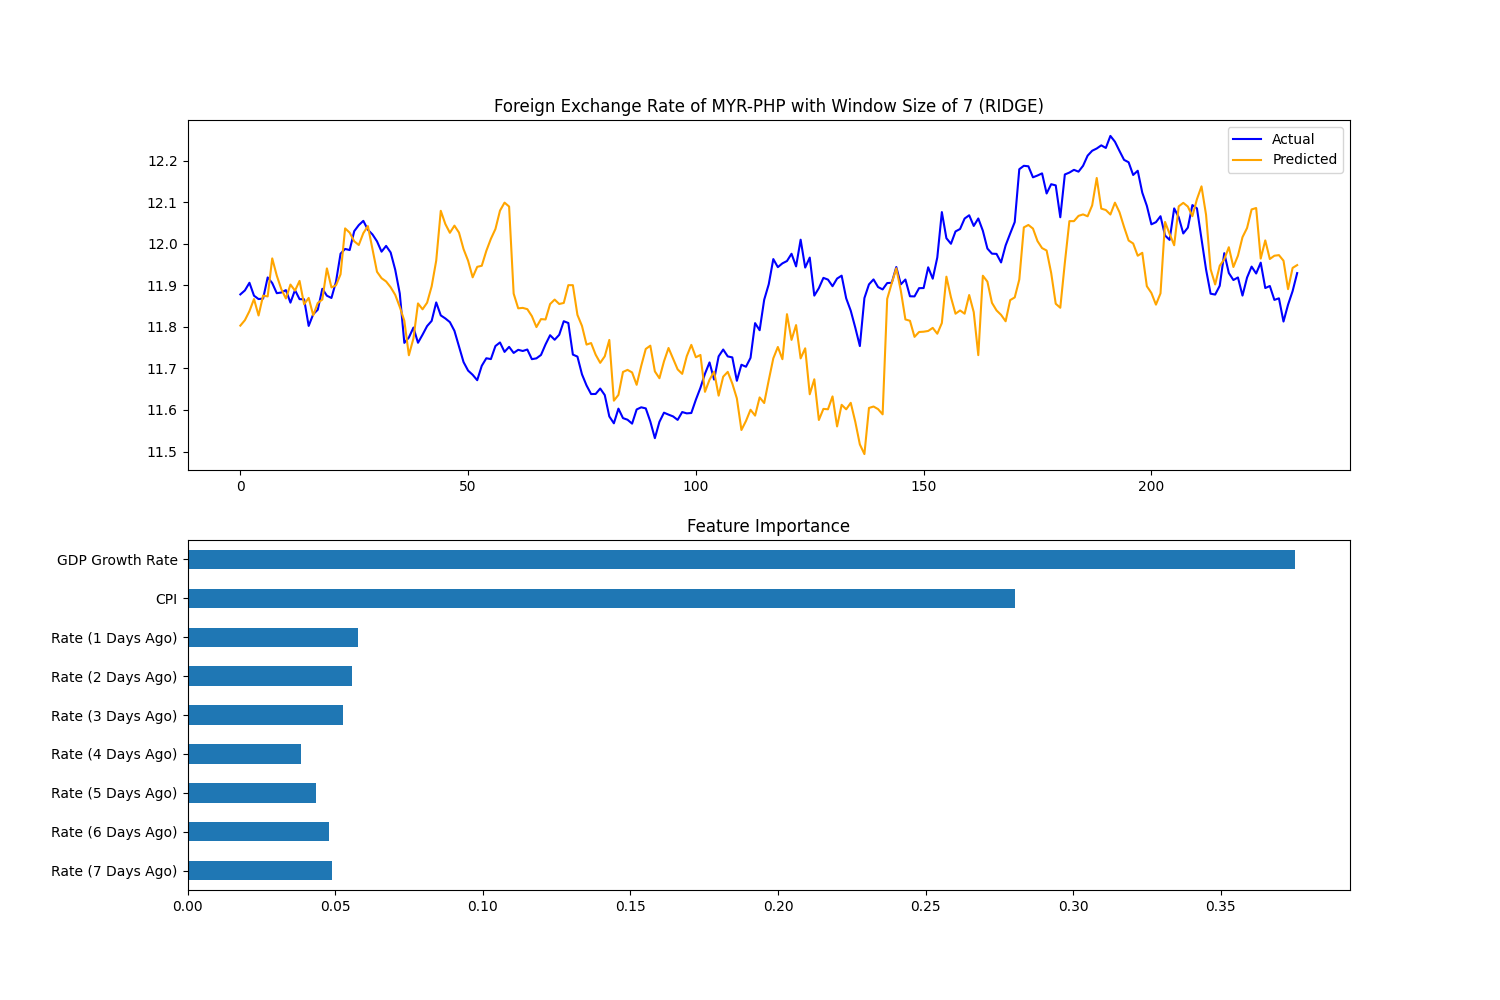 Foreign Exchange Rate of MYR-PHP with Window Size of 7 (RIDGE)
Actual
Predicted
12.2
12.1
12.0
11.9
11.8
11.7
11.6
11.5
0 50 100 150 200
Feature Importance
GDP Growth Rate
CPI
Rate (1 Days Ago)
Rate (2 Days Ago)
Rate (3 Days Ago)
Rate (4 Days Ago)
Rate (5 Days Ago)
Rate (6 Days Ago)
Rate (7 Days Ago)
0.00 0.05 0.10 0.15 0.20 0.25 0.30 0.35